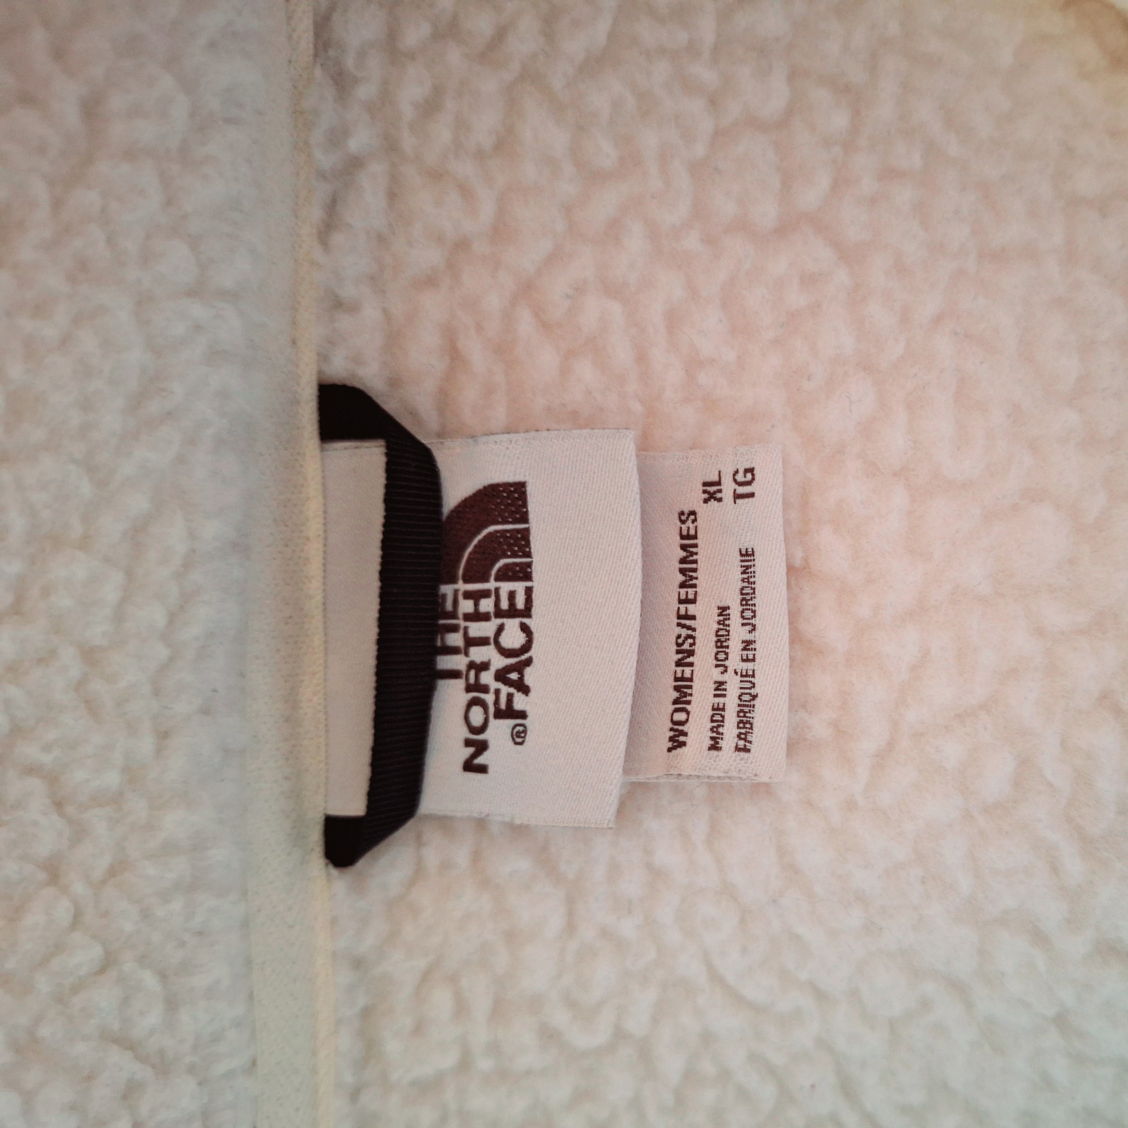 THE
NORTH
FACE®
WOMENS/FEMMES
MADE IN JORDAN XL
FABRIQUÉ EN JORDANIE TG